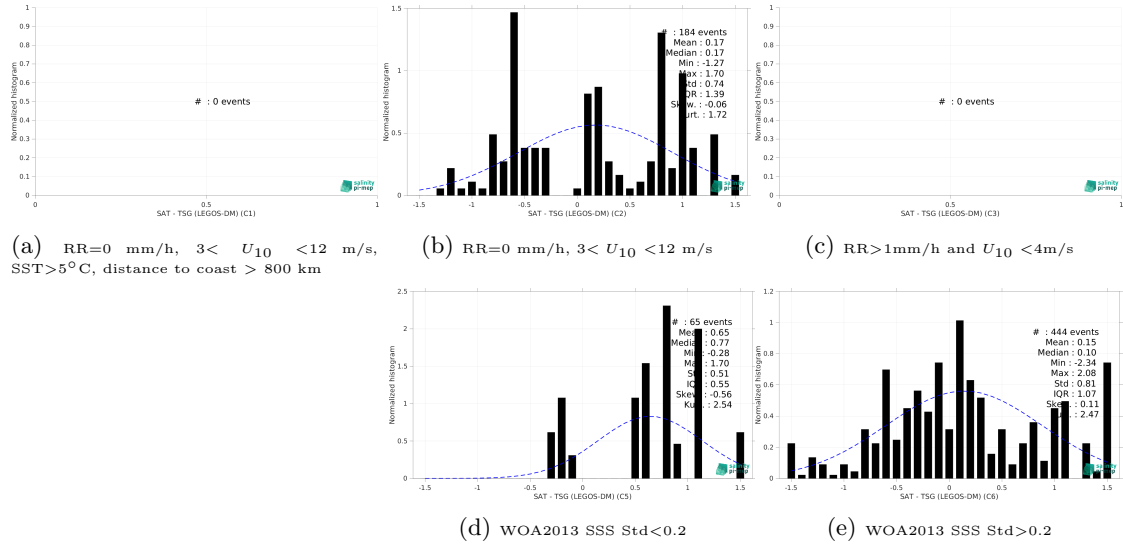 1
0.9
0.8
0.7
0.6
0.5
0.4
0.3
0.2
0.1
0
Normalized histogram
# : 0 events
salinity
pi-mep
0 0.5 1
SAT - TSG (LEGOS-DM) (C1)
(a) RR=0 mm/h, 3< U10 <12 m/s,
SST>5°C, distance to coast > 800 km
1.5
1
0.5
0
Normalized histogram
# : 184 events
Mean : 0.17
Median : 0.17
Min : -1.27
Max : 1.70
Std : 0.74
IQR : 1.39
Skew. : -0.06
Kurt. : 1.72
salinity
pi-mep
-1.5 -1 -0.5 0 0.5 1 1.5
SAT - TSG (LEGOS-DM) (C2)
(b) RR=0 mm/h, 3< U10 <12 m/s
1
0.9
0.8
0.7
0.6
0.5
0.4
0.3
0.2
0.1
0
Normalized histogram
# : 0 events
salinity
pi-mep
0 0.5 1
SAT - TSG (LEGOS-DM) (C3)
(c) RR>1mm/h and U10 <4m/s
2.5
2
1.5
1
0.5
0
Normalized histogram
# : 65 events
Mean : 0.65
Median : 0.77
Min : -0.28
Max : 1.70
Std : 0.51
IQR : 0.55
Skew. : -0.56
Kurt. : 2.54
salinity
pi-mep
-1.5 -1 -0.5 0 0.5 1 1.5
SAT - TSG (LEGOS-DM) (C5)
(d) WOA2013 SSS Std<0.2
1.2
1
0.8
0.6
0.4
0.2
0
Normalized histogram
# : 444 events
Mean : 0.15
Median : 0.10
Min : -2.34
Max : 2.08
Std : 0.81
IQR : 1.07
Skew. : 0.11
Kurt. : 2.47
salinity
pi-mep
-1.5 -1 -0.5 0 0.5 1 1.5
SAT - TSG (LEGOS-DM) (C6)
(e) WOA2013 SSS Std>0.2